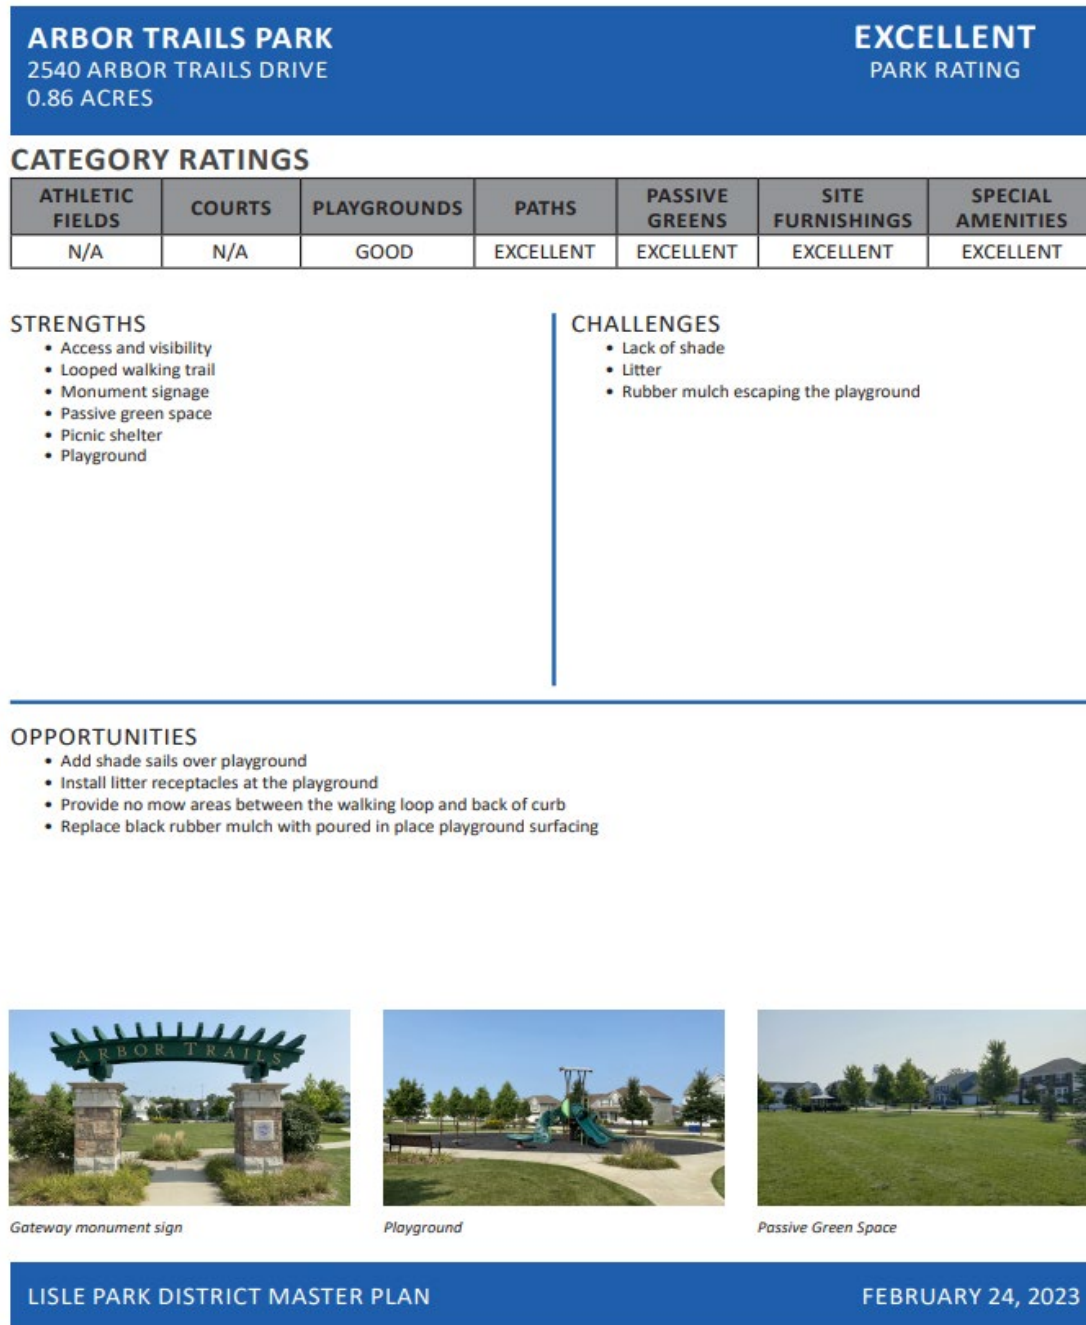 ARBOR TRAILS PARK
2540 ARBOR TRAILS DRIVE
0.86 ACRES
EXCELLENT
PARK RATING
CATEGORY RATINGS
ATHLETIC FIELDS
COURTS
PLAYGROUNDS
PATHS
PASSIVE GREENS
SITE FURNISHINGS
SPECIAL AMENITIES
N/A
N/A
GOOD
EXCELLENT
EXCELLENT
EXCELLENT
EXCELLENT
STRENGTHS
• Access and visibility
• Looped walking trail
• Monument signage
• Passive green space
• Picnic shelter
• Playground
CHALLENGES
• Lack of shade
• Litter
• Rubber mulch escaping the playground
OPPORTUNITIES
• Add shade sails over playground
• Install litter receptacles at the playground
• Provide no mow areas between the walking loop and back of curb
• Replace black rubber mulch with poured in place playground surfacing
ARBOR TRAILS
Gateway monument sign
Playground
Passive Green Space
LISLE PARK DISTRICT MASTER PLAN
FEBRUARY 24, 2023